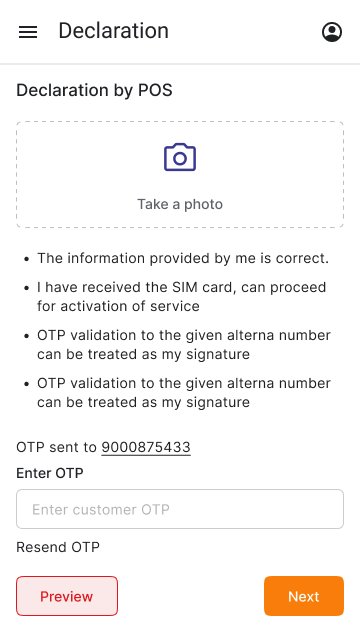 Declaration
Declaration by POS
Take a photo
• The information provided by me is correct.
• I have received the SIM card, can proceed
for activation of service
• OTP validation to the given alterna number
can be treated as my signature
• OTP validation to the given alterna number
can be treated as my signature
OTP sent to 9000875433
Enter OTP
Enter customer OTP
Resend OTP
Preview
Next